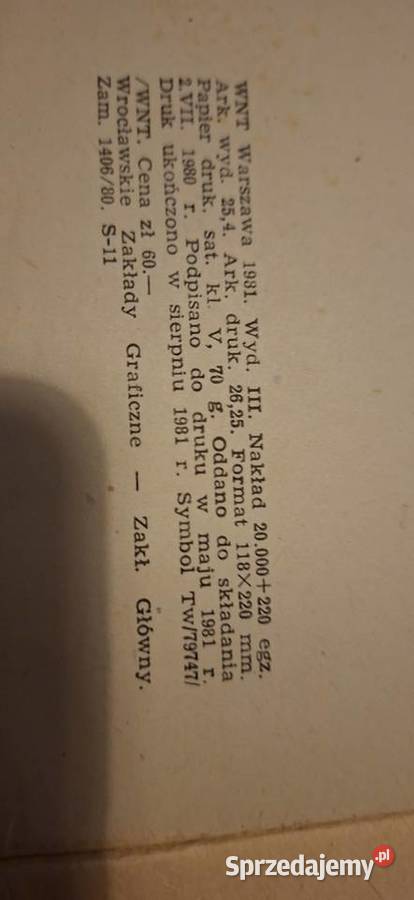 WNT Warszawa 1981. Wyd. III. Nakład 20.000+220 egz.
Ark. wyd. 25,4. Ark. druk. 26,25. Format 118×220 mm.
Papier druk. sat. kl. V, 70 g. Oddano do składania
2.VII. 1980 r. Podpisano do druku w maju 1981 r.
Druk ukończono w sierpniu 1981 r. Symbol Tw/79747/
/WNT. Cena zł 60.—
Wrocławskie Zakłady Graficzne — Zakł. Główny.
Zam. 1406/80. S-11
Sprzedajemy.pl